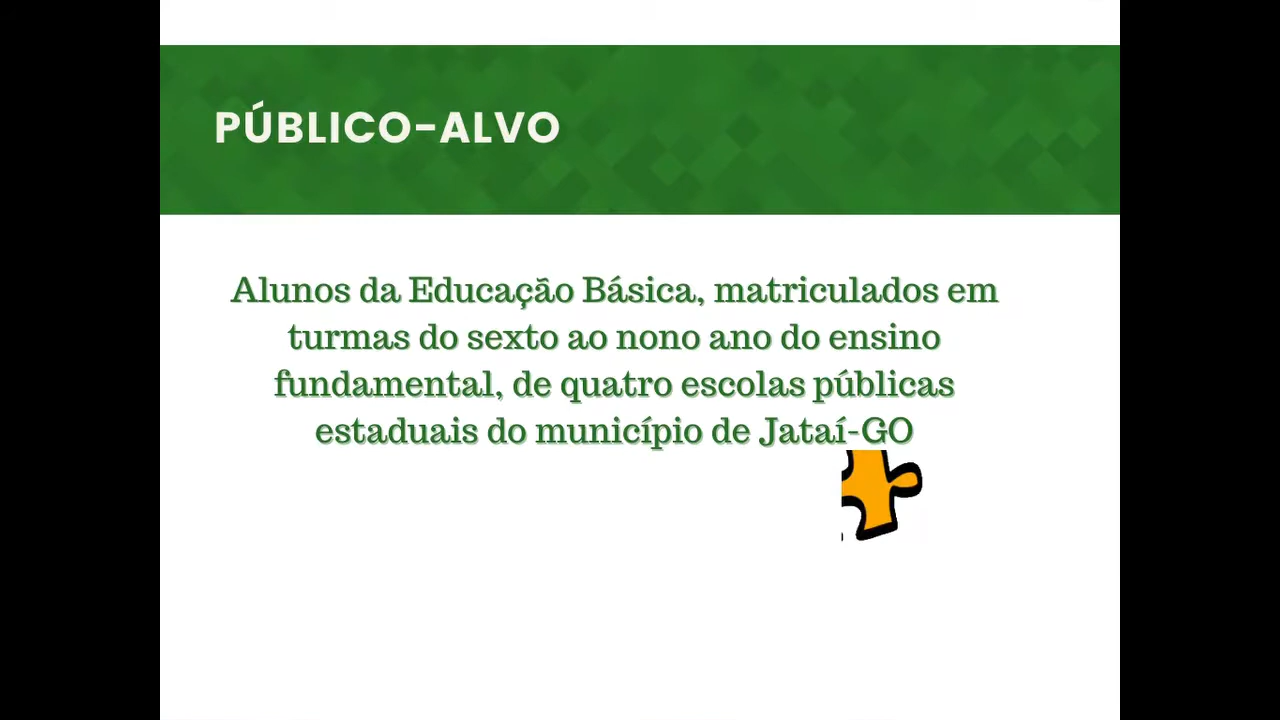 PÚBLICO-ALVO
Alunos da Educação Básica, matriculados em
turmas do sexto ao nono ano do ensino
fundamental, de quatro escolas públicas
estaduais do município de Jataí-GO